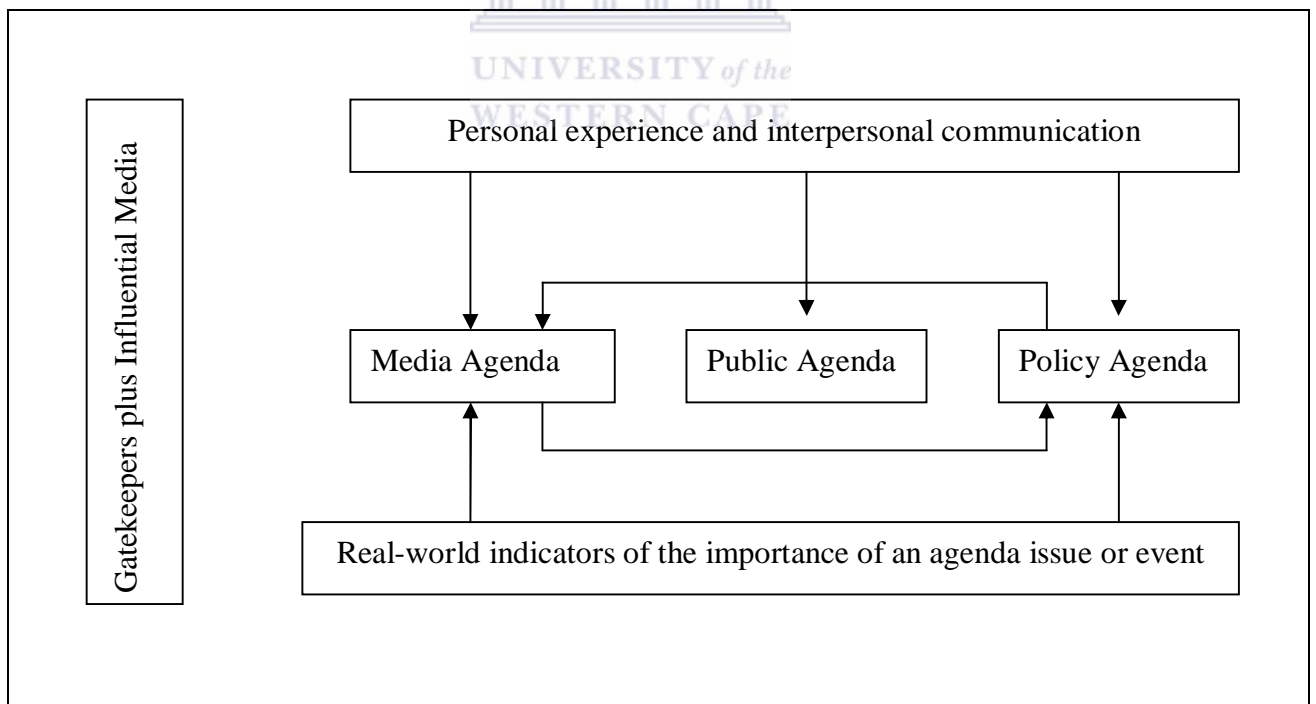 UNIVERSITY of the
WESTERN CAPE
Gatekeepers plus Influential Media
Personal experience and interpersonal communication
Media Agenda
Public Agenda
Policy Agenda
Real-world indicators of the importance of an agenda issue or event